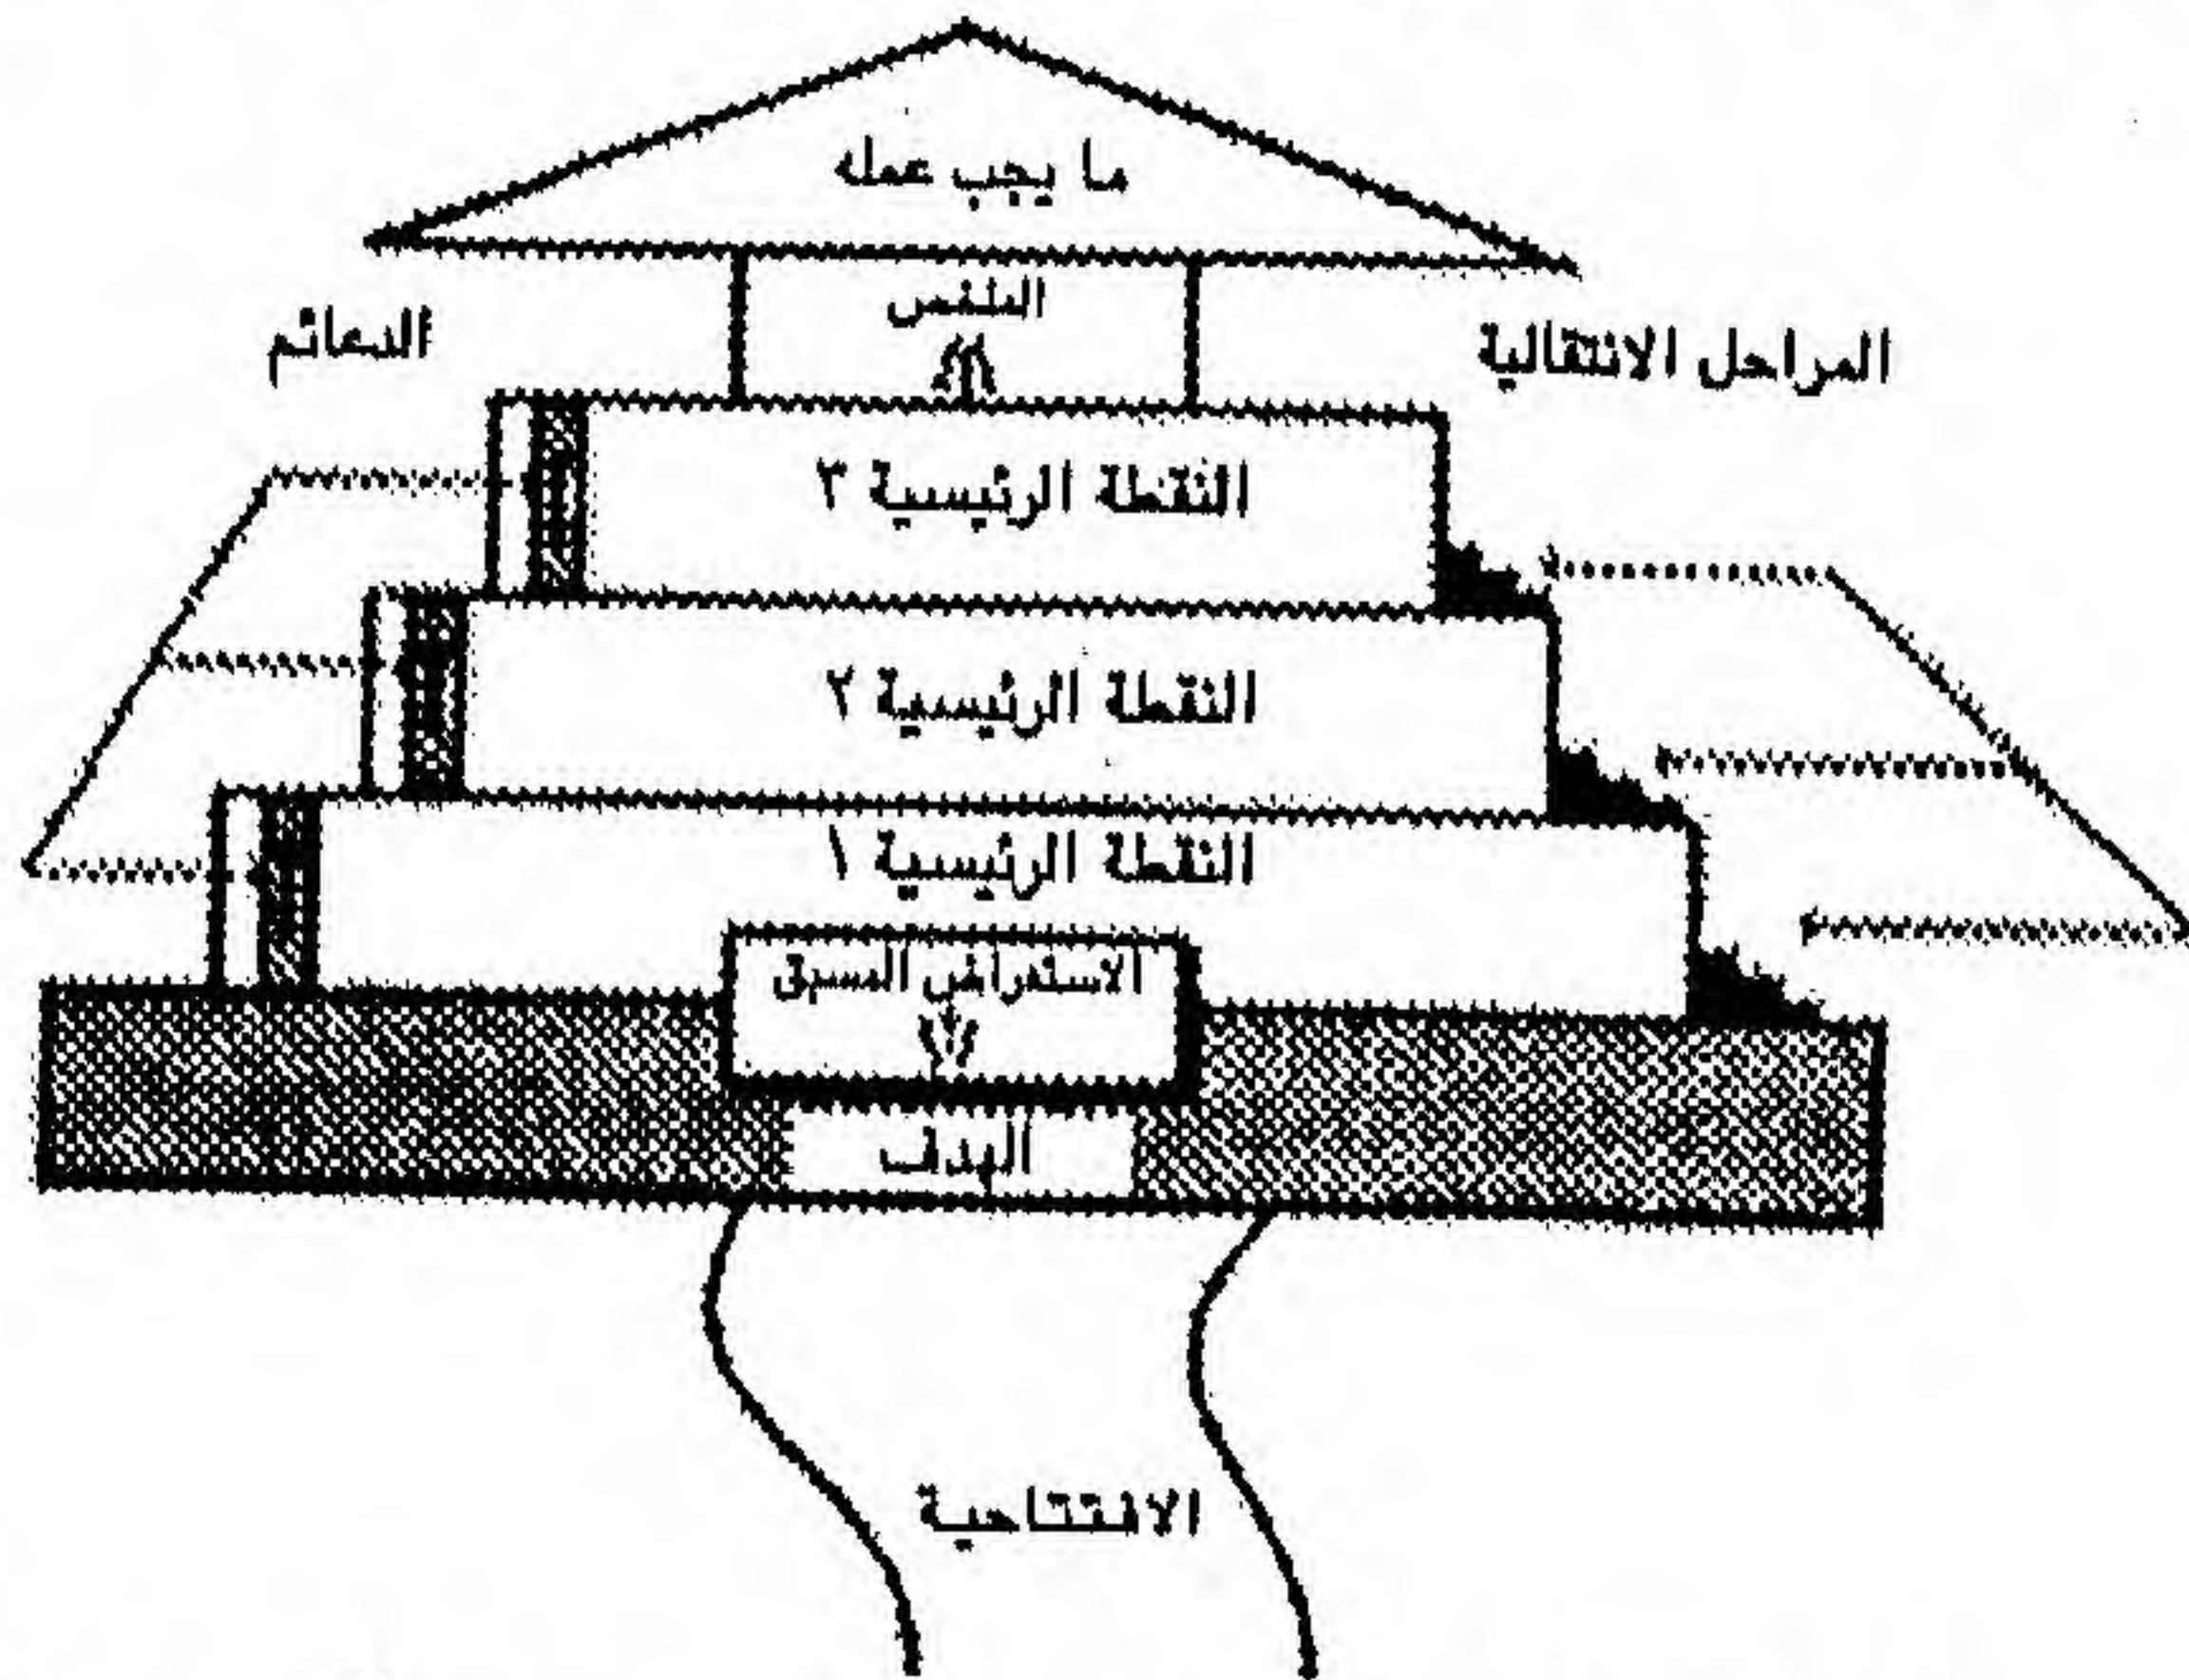 ما يجب عمله
الملخص
المراحل الانتقالية
الدعائم
النقطة الرئيسية ٣
النقطة الرئيسية ٢
النقطة الرئيسية ١
الاستعراض المسبق
الهدف
الافتتاحية